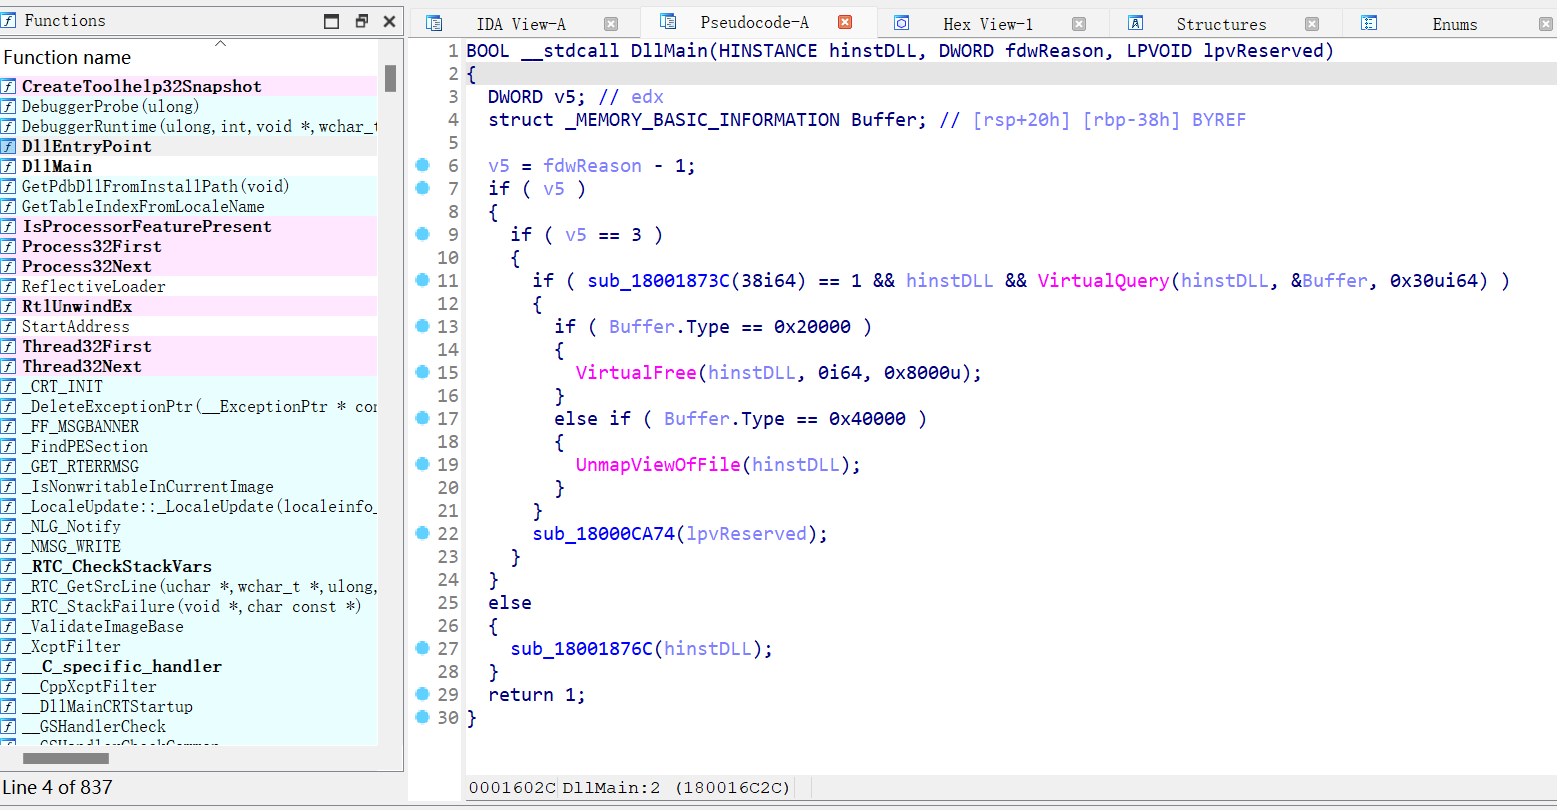 Functions
Function name
CreateToolhelp32Snapshot
DebuggerProbe(ulong)
DebuggerRuntime(ulong,int,void *,wchar_t
DllEntryPoint
DllMain
GetPdbDllFromInstallPath(void)
GetTableIndexFromLocaleName
IsProcessorFeaturePresent
Process32First
Process32Next
ReflectiveLoader
RtlUnwindEx
StartAddress
Thread32First
Thread32Next
_CRT_INIT
_DeleteExceptionPtr(__ExceptionPtr * con
_FF_MSGBANNER
_FindPESection
_GET_RTERRMSG
_IsNonwritableInCurrentImage
_LocaleUpdate::_LocaleUpdate(localeinfo_
_NLG_Notify
_NMSG_WRITE
_RTC_CheckStackVars
_RTC_GetSrcLine(uchar *,wchar_t *,ulong,
_RTC_StackFailure(void *,char const *)
_ValidateImageBase
_XcptFilter
__C_specific_handler
__CppXcptFilter
__DllMainCRTStartup
__GSHandlerCheck
Line 4 of 837
IDA View-A
Pseudocode-A
Hex View-1
Structures
Enums
1 BOOL __stdcall DllMain(HINSTANCE hinstDLL, DWORD fdwReason, LPVOID lpvReserved)
2 {
3 DWORD v5; // edx
4 struct _MEMORY_BASIC_INFORMATION Buffer; // [rsp+20h] [rbp-38h] BYREF
5
6 v5 = fdwReason - 1;
7 if ( v5 )
8 {
9 if ( v5 == 3 )
10 {
11 if ( sub_18001873C(38i64) == 1 && hinstDLL && VirtualQuery(hinstDLL, &Buffer, 0x30ui64) )
12 {
13 if ( Buffer.Type == 0x20000 )
14 {
15 VirtualFree(hinstDLL, 0i64, 0x8000u);
16 }
17 else if ( Buffer.Type == 0x40000 )
18 {
19 UnmapViewOfFile(hinstDLL);
20 }
21 }
22 sub_18000CA74(lpvReserved);
23 }
24 }
25 else
26 {
27 sub_18001876C(hinstDLL);
28 }
29 return 1;
30 }
0001602C DllMain:2 (180016C2C)